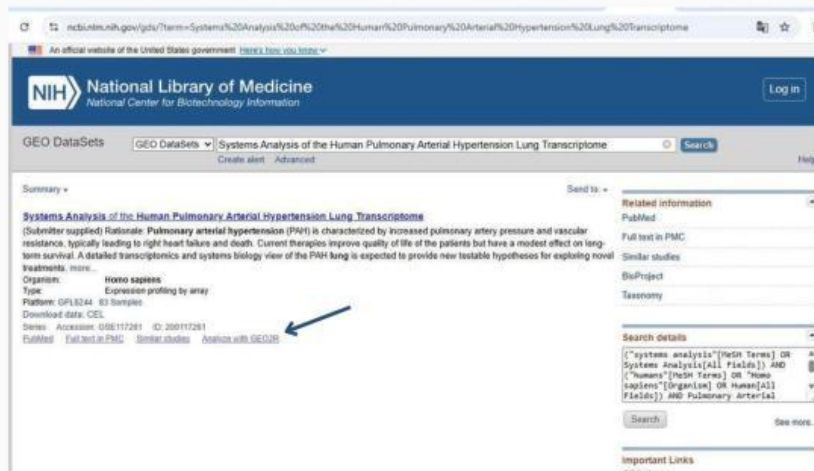 ncbi.nlm.nih.gov/gds/?term=Systems%20Analysis%20of%20the%20Human%20Pulmonary%20Arterial%20Hypertension%20Lung%20Transcriptome
An official website of the United States government Here's how you know
NIH National Library of Medicine
National Center for Biotechnology Information
Log in
GEO DataSets
GEO DataSets Systems Analysis of the Human Pulmonary Arterial Hypertension Lung Transcriptome Search
Create alert Advanced
Help
Summary
Send to:
Systems Analysis of the Human Pulmonary Arterial Hypertension Lung Transcriptome
(Submitter supplied) Rationale: Pulmonary arterial hypertension (PAH) is characterized by increased pulmonary artery pressure and vascular
resistance, typically leading to right heart failure and death. Current therapies improve quality of life of the patients but have a modest effect on long-
term survival. A detailed transcriptomics and systems biology view of the PAH lung is expected to provide new testable hypotheses for exploring novel
treatments. more...
Organism: Homo sapiens
Type: Expression profiling by array
Platform: GPL6244 83 Samples
Download data: CEL
Series Accession: GSE117261 ID: 200117261
PubMed Full text in PMC Similar studies Analyze with GEO2R
Related information
PubMed
Full text in PMC
Similar studies
BioProject
Taxonomy
Search details
("systems analysis"[MeSH Terms] OR
Systems Analysis[All Fields]) AND
("humans"[MeSH Terms] OR "Homo
sapiens"[Organism] OR Human[All
Fields]) AND Pulmonary Arterial
Search
See more...
Important Links